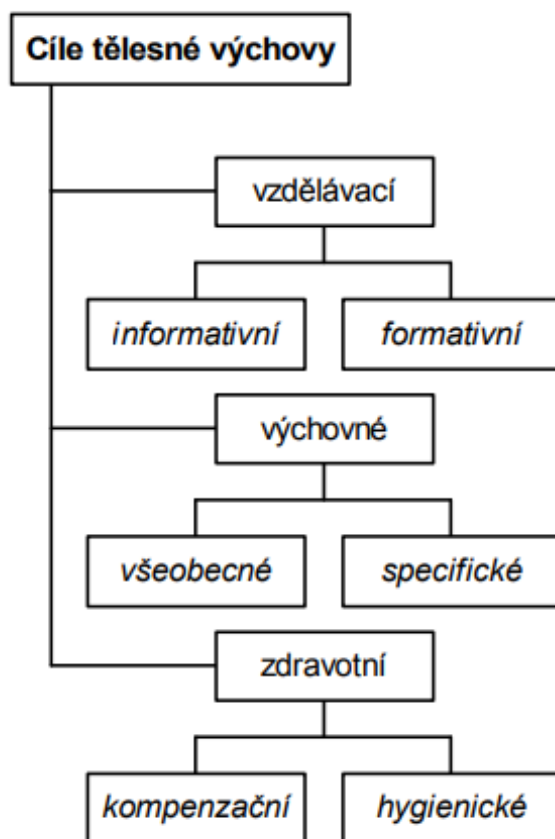 Cíle tělesné výchovy
vzdělávací
informativní
formativní
výchovné
všeobecné
specifické
zdravotní
kompenzační
hygienické